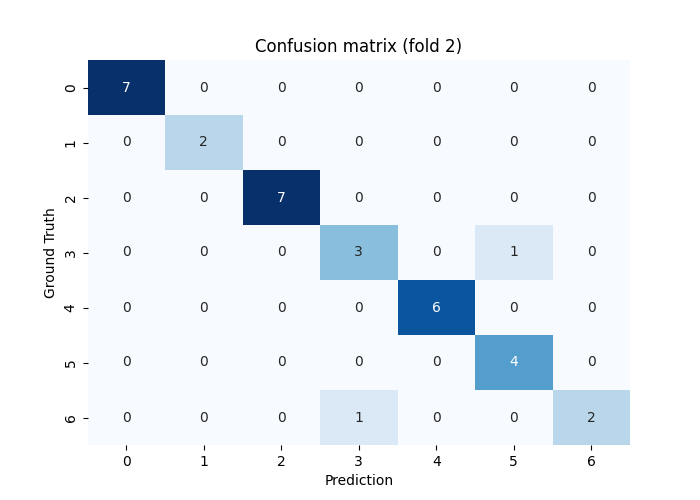 Confusion matrix (fold 2)
Ground Truth
0 7 0 0 0 0 0 0
1 0 2 0 0 0 0 0
2 0 0 7 0 0 0 0
3 0 0 0 3 0 1 0
4 0 0 0 0 6 0 0
5 0 0 0 0 0 4 0
6 0 0 0 1 0 0 2
0 1 2 3 4 5 6
Prediction